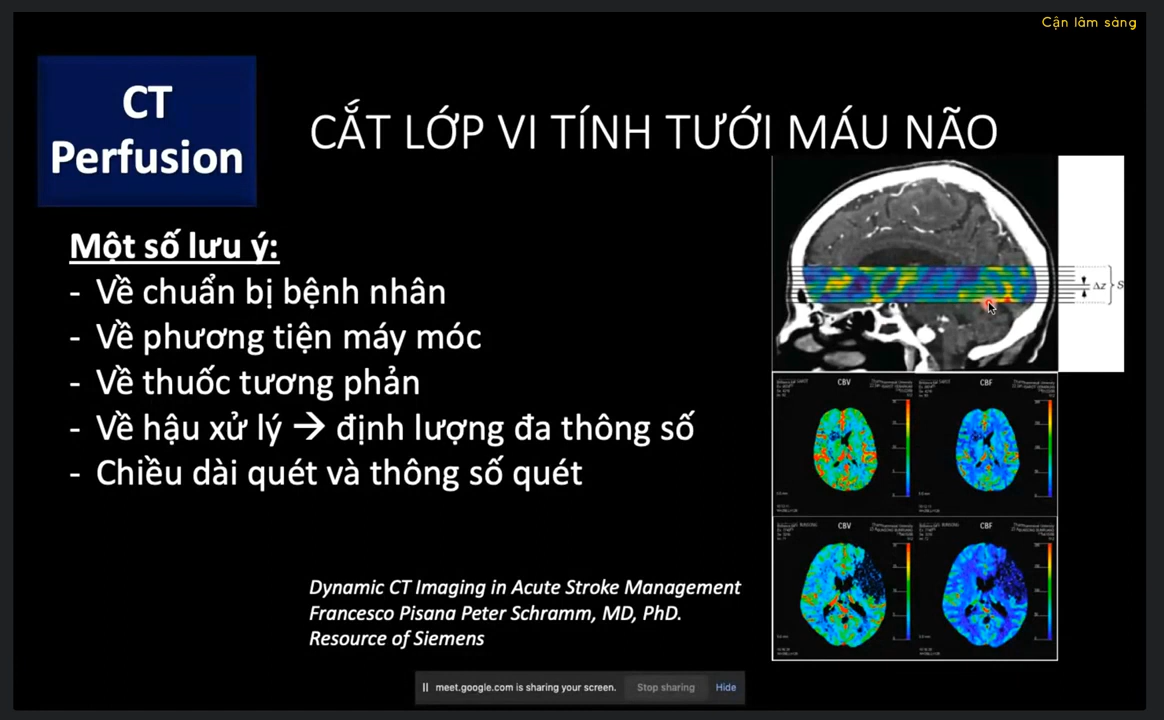 Cận lâm sàng
CT
Perfusion
CẮT LỚP VI TÍNH TƯỚI MÁU NÃO
Một số lưu ý:
- Về chuẩn bị bệnh nhân
- Về phương tiện máy móc
- Về thuốc tương phản
- Về hậu xử lý → định lượng đa thông số
- Chiều dài quét và thông số quét
Δz
S
CBV
CBF
CBV
CBF
Dynamic CT Imaging in Acute Stroke Management
Francesco Pisana Peter Schramm, MD, PhD.
Resource of Siemens
meet.google.com is sharing your screen.
Stop sharing
Hide